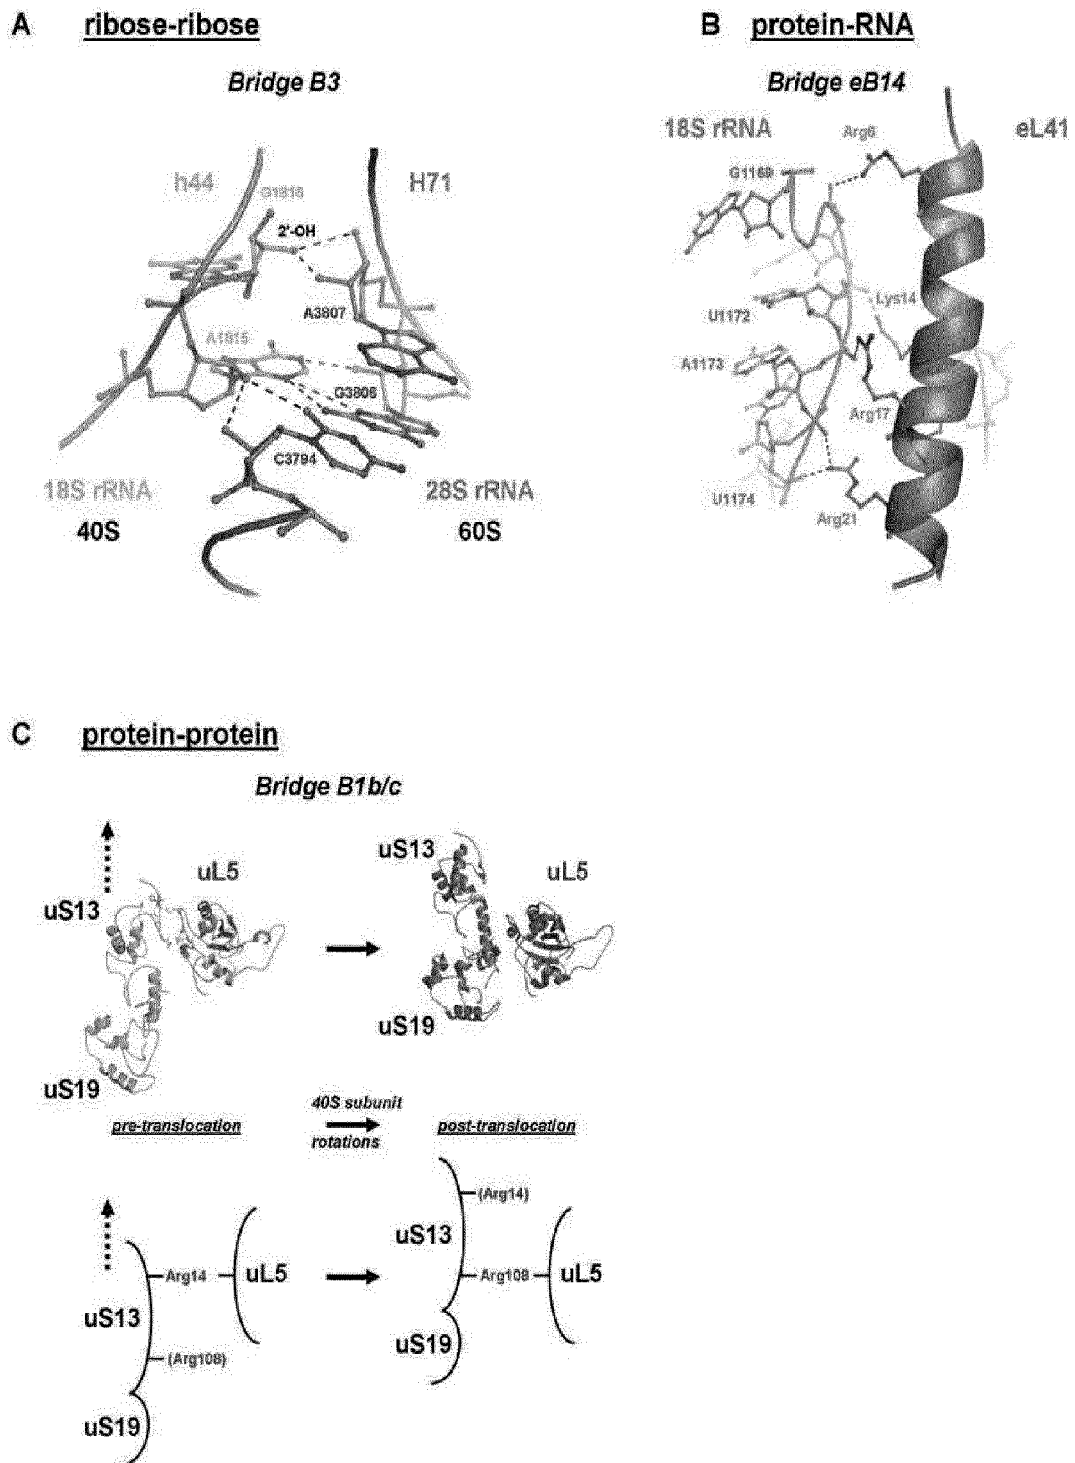 A ribose-ribose
Bridge B3
h44
G1816
H71
2'-OH
A3807
A1815
G3806
C3794
18S rRNA
28S rRNA
40S
60S
B protein-RNA
Bridge eB14
18S rRNA
Arg6
eL41
G1169
Lys14
U1172
A1173
Arg17
U1174
Arg21
C protein-protein
Bridge B1b/c
uS13
uL5
uS19
uS13
uL5
uS19
pre-translocation
40S subunit
rotations
post-translocation
Arg14
uL5
uS13
(Arg108)
uS19
(Arg14)
uS13
Arg108
uL5
uS19